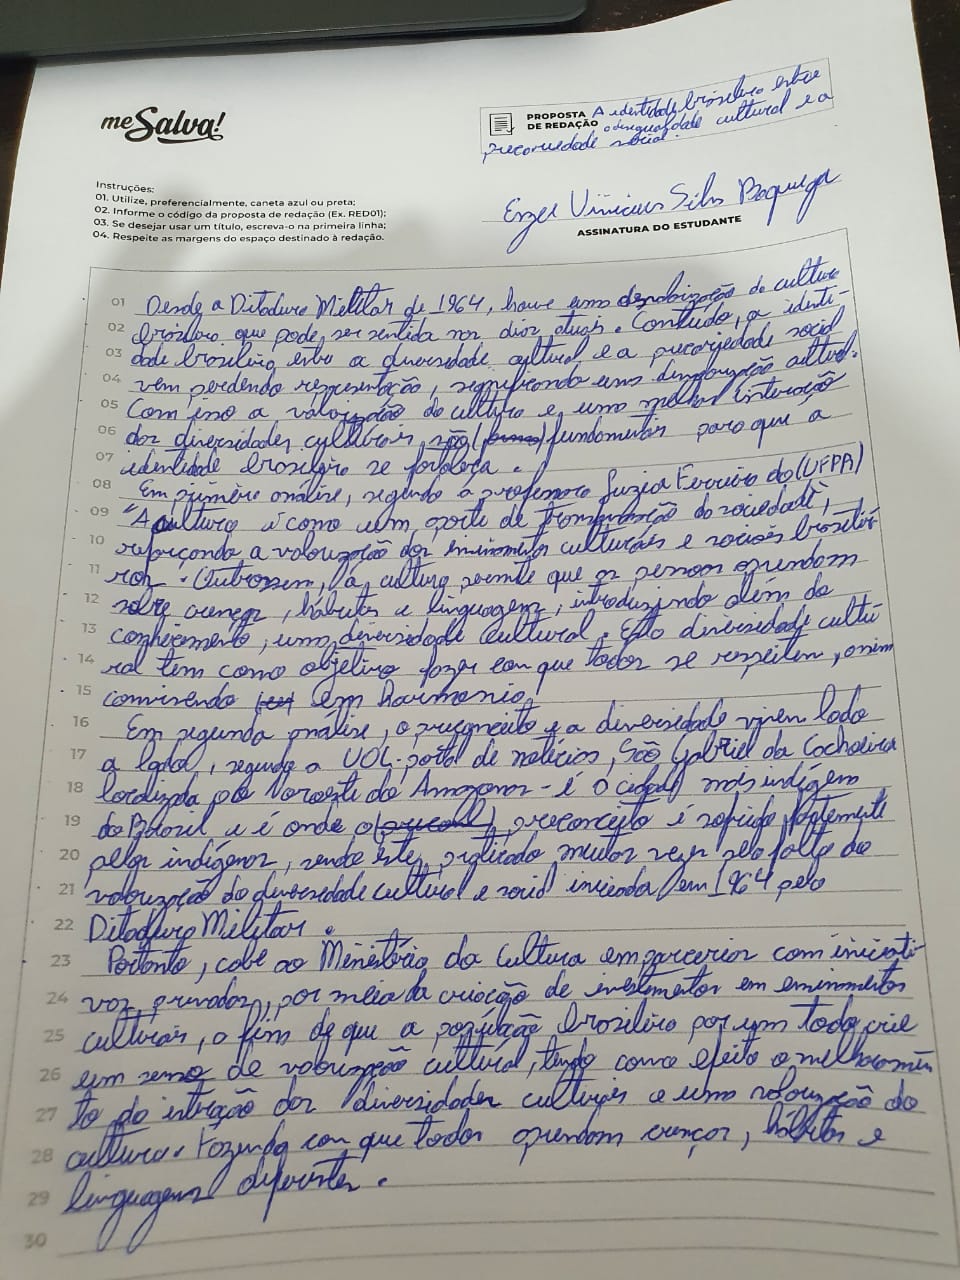 me Salva!
PROPOSTA DE REDAÇÃO A identidade brasileira entre
a desigualdade cultural e a
precariedade social.
Instruções:
01. Utilize, preferencialmente, caneta azul ou preta;
02. Informe o código da proposta de redação (Ex. RED01);
03. Se desejar usar um título, escreva-o na primeira linha;
04. Respeite as margens do espaço destinado à redação.
Vinicius Silva
ASSINATURA DO ESTUDANTE
01 Desde a Ditadura Militar de 1964, houve uma desvalorização da cultura
02 brasileira que pode ser sentida nos dias atuais. Contudo, a identi-
03 dade brasileira entre a diversidade cultural e a precariedade social
04 vem perdendo representação, significando uma cultural.
05 Com isso a valorização da cultura e uma melhor interação
06 das diversidades culturais, são fundamentais para que a
07 identidade brasileira se fortaleça.
08 Em primeira análise, segundo a professora Luzia Ferreira da (UFPA)
09 "A cultura é como um aporte de transformação da sociedade",
10 reforçando a valorização dos culturais e sociais brasilei-
11 ros. Outrossim, a cultura permite que as pessoas aprendam
12 sobre crenças, hábitos e linguagem, introduzindo além do
13 conhecimento, uma diversidade cultural. Esta diversidade cultu-
14 ral tem como objetivo fazer com que todos se respeitem, assim
15 convivendo em harmonia.
16 Em segunda análise, o preconceito e a diversidade vivem lado
17 a lado, segundo a UOL-portal de notícias, São Gabriel da Cachoeira
18 localizada no Noroeste do Amazonas - é a cidade mais indígena
19 do Brasil, e é onde o preconceito é sofrido fortemente
20 pelos indígenas, sendo este, praticado muitas vezes pela falta da
21 valorização da diversidade cultural e social iniciada em 1964 pela
22 Ditadura Militar.
23 Portanto, cabe ao Ministério da Cultura em parcerias com iniciati-
24 vas privadas, por meio da criação de investimentos em
25 culturais, a fim de que a população brasileira por um todo crie
26 um senso de valorização cultural, tendo como efeito o melhoramen-
27 to da interação das diversidades culturais e uma valorização da
28 cultura. Fazendo com que todos aprendam crenças, hábitos e
29 linguagens diferentes.
30